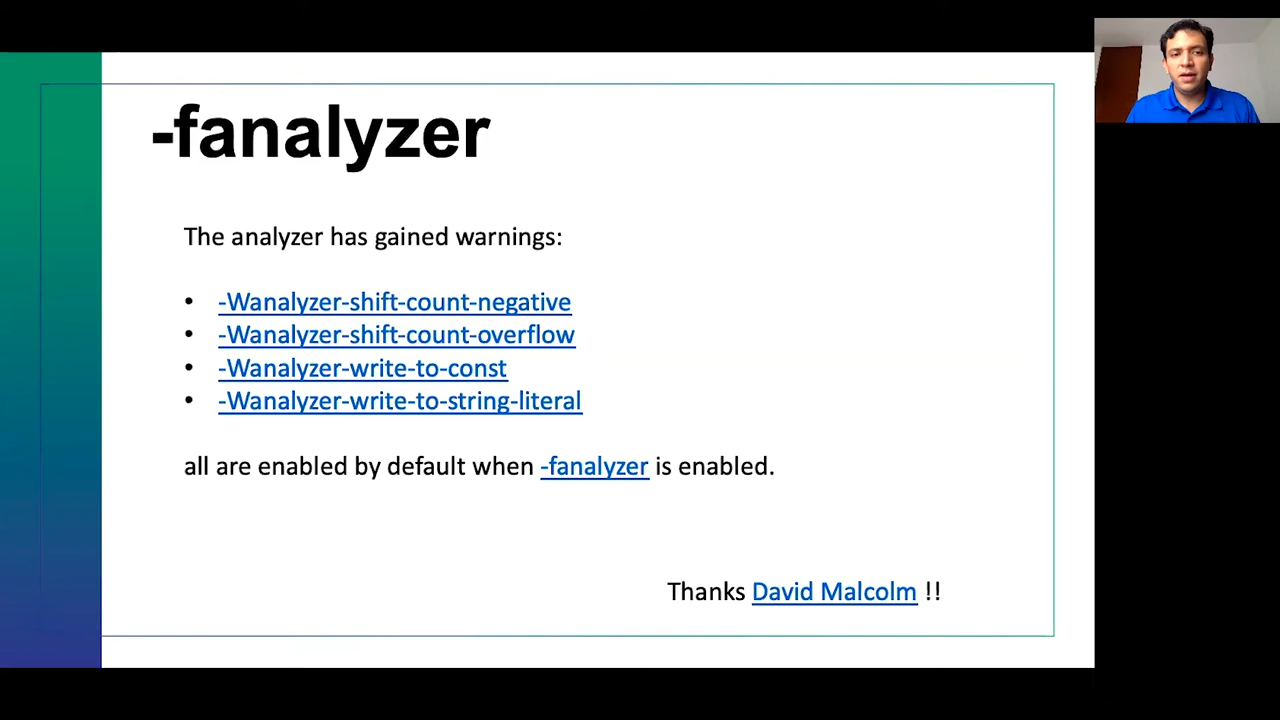 -fanalyzer
The analyzer has gained warnings:
• -Wanalyzer-shift-count-negative
• -Wanalyzer-shift-count-overflow
• -Wanalyzer-write-to-const
• -Wanalyzer-write-to-string-literal
all are enabled by default when -fanalyzer is enabled.
Thanks David Malcolm !!